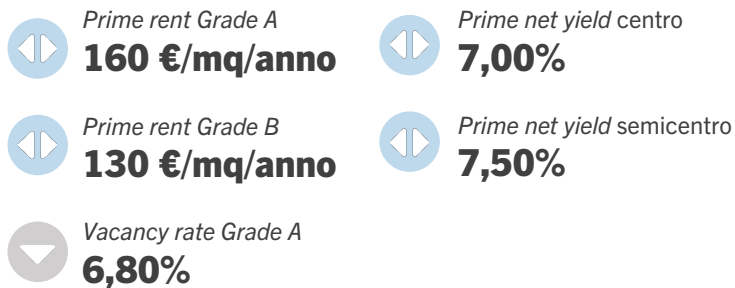 Prime rent Grade A
160 €/mq/anno
Prime net yield centro
7,00%
Prime rent Grade B
130 €/mq/anno
Prime net yield semicentro
7,50%
Vacancy rate Grade A
6,80%